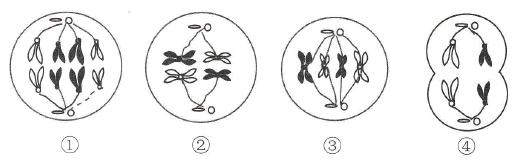 ① ② ③ ④